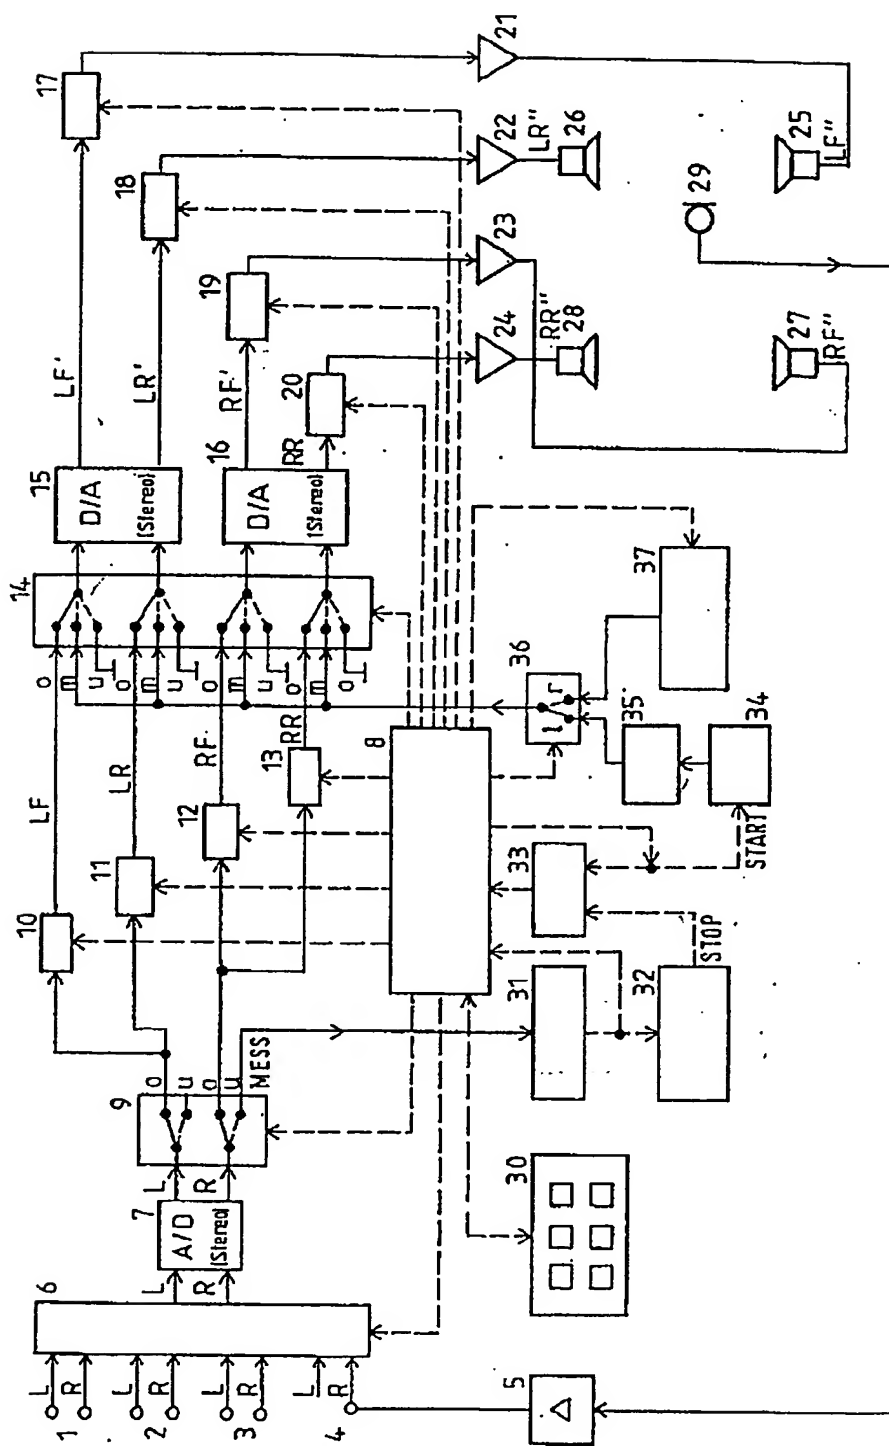 1
L
R
2
L
R
3
L
R
4
L
R
5
Δ
6
L
R
7
A/D
(Stereo)
L
R
9
o
u
o
u
MESS
10
11
12
13
LF
LR
RF
RR
14
o
m
u
o
m
u
o
m
u
o
m
o
15
D/A
(Stereo)
16
D/A
(Stereo)
LF'
LR'
RF'
RR
17
18
19
20
21
22
23
24
LR"
26
RR"
28
25
LF"
27
RF"
29
8
30
31
32
STOP
33
START
34
35
36
l
r
37